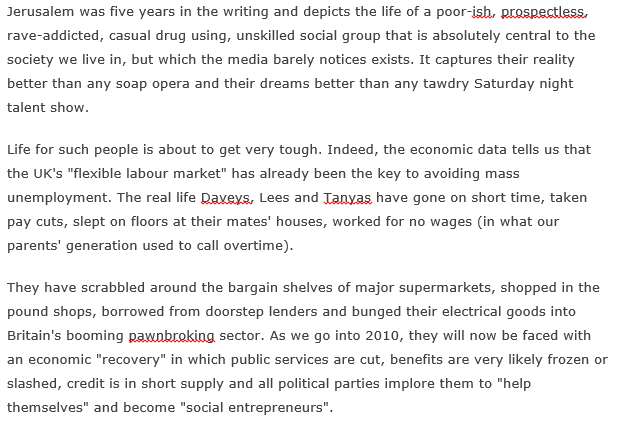 Jerusalem was five years in the writing and depicts the life of a poor-ish, prospectless,
rave-addicted, casual drug using, unskilled social group that is absolutely central to the
society we live in, but which the media barely notices exists. It captures their reality
better than any soap opera and their dreams better than any tawdry Saturday night
talent show.
Life for such people is about to get very tough. Indeed, the economic data tells us that
the UK's "flexible labour market" has already been the key to avoiding mass
unemployment. The real life Daveys, Lees and Tanyas have gone on short time, taken
pay cuts, slept on floors at their mates' houses, worked for no wages (in what our
parents' generation used to call overtime).
They have scrabbled around the bargain shelves of major supermarkets, shopped in the
pound shops, borrowed from doorstep lenders and bunged their electrical goods into
Britain's booming pawnbroking sector. As we go into 2010, they will now be faced with
an economic "recovery" in which public services are cut, benefits are very likely frozen or
slashed, credit is in short supply and all political parties implore them to "help
themselves" and become "social entrepreneurs".